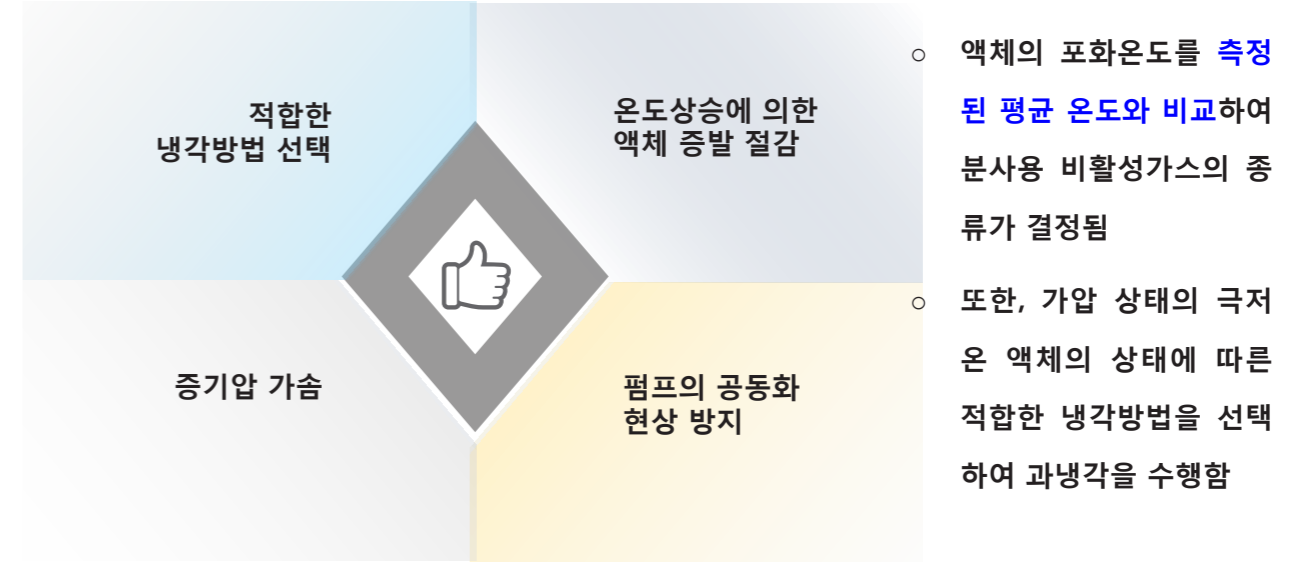 적합한
냉각방법 선택
온도상승에 의한
액체 증발 절감
증기압 가솜
펌프의 공동화
현상 방지
○ 액체의 포화온도를 측정
된 평균 온도와 비교하여
분사용 비활성가스의 종
류가 결정됨
○ 또한, 가압 상태의 극저
온 액체의 상태에 따른
적합한 냉각방법을 선택
하여 과냉각을 수행함